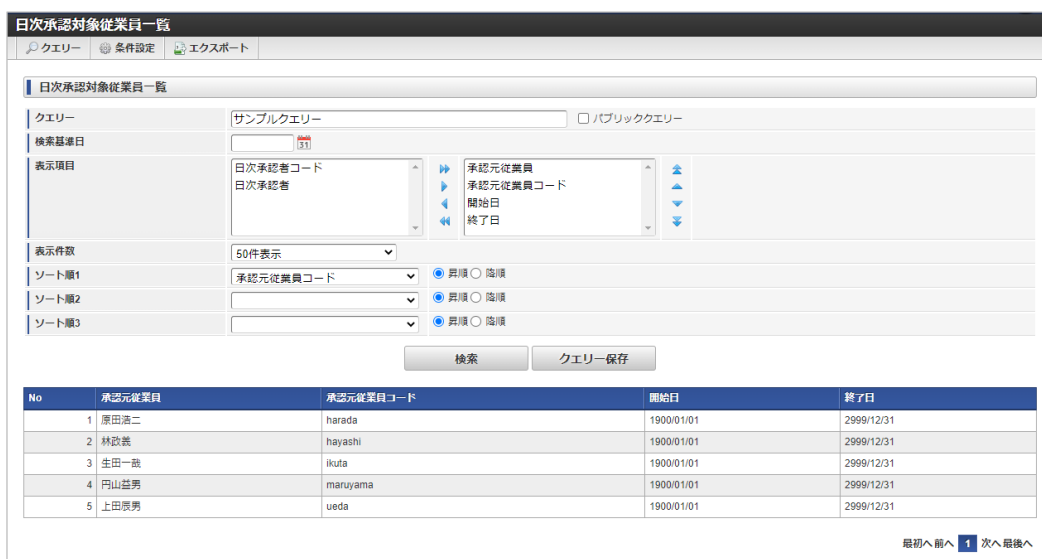 日次承認対象従業員一覧
クエリー 条件設定 エクスポート
日次承認対象従業員一覧
クエリー サンプルクエリー パブリッククエリー
検索基準日 31
表示項目 日次承認者コード 承認元従業員
日次承認者 承認元従業員コード
開始日
終了日
表示件数 50件表示
ソート順1 承認元従業員コード 昇順 降順
ソート順2 昇順 降順
ソート順3 昇順 降順
検索 クエリー保存
No 承認元従業員 承認元従業員コード 開始日 終了日
1 原田浩二 harada 1900/01/01 2999/12/31
2 林政義 hayashi 1900/01/01 2999/12/31
3 生田一哉 ikuta 1900/01/01 2999/12/31
4 円山益男 maruyama 1900/01/01 2999/12/31
5 上田辰男 ueda 1900/01/01 2999/12/31
最初へ 前へ 1 次へ 最後へ